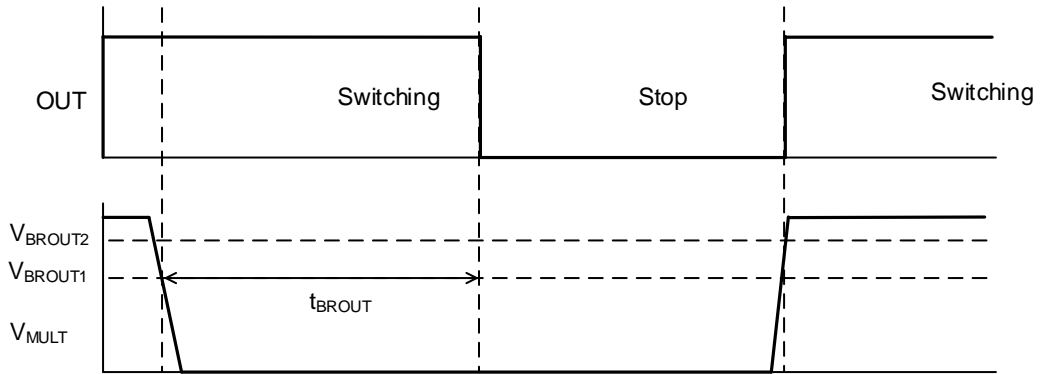 OUT
Switching
Stop
Switching
VBROUT2
VBROUT1
tBROUT
VMULT